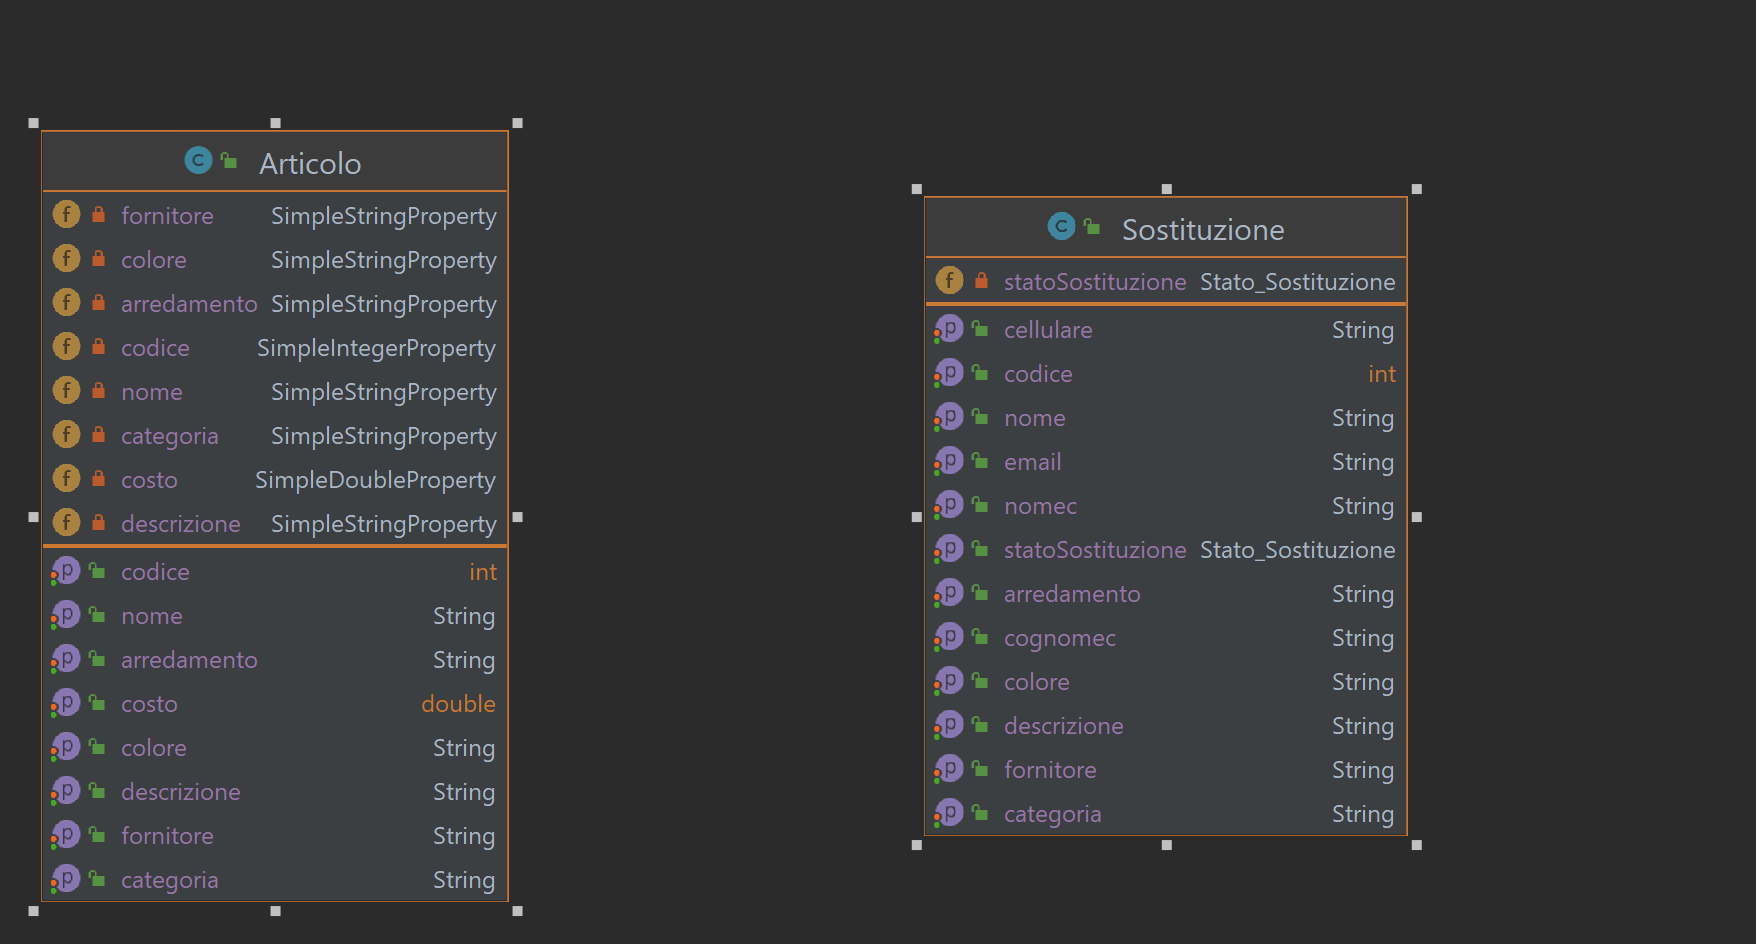 Articolo
fornitore SimpleStringProperty
colore SimpleStringProperty
arredamento SimpleStringProperty
codice SimpleIntegerProperty
nome SimpleStringProperty
categoria SimpleStringProperty
costo SimpleDoubleProperty
descrizione SimpleStringProperty
codice int
nome String
arredamento String
costo double
colore String
descrizione String
fornitore String
categoria String
Sostituzione
statoSostituzione Stato_Sostituzione
cellulare String
codice int
nome String
email String
nomec String
statoSostituzione Stato_Sostituzione
arredamento String
cognomec String
colore String
descrizione String
fornitore String
categoria String